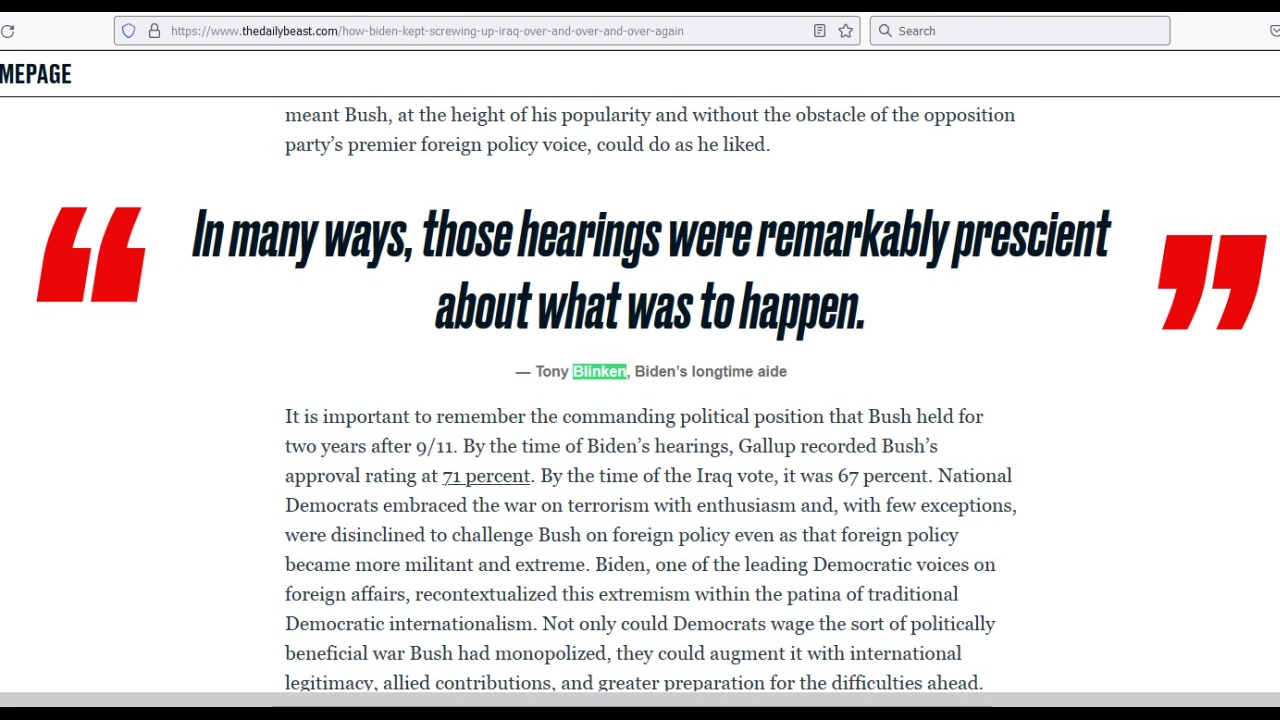 https://www.thedailybeast.com/how-biden-kept-screwing-up-iraq-over-and-over-and-over-again
Search
MEPAGE
meant Bush, at the height of his popularity and without the obstacle of the opposition
party’s premier foreign policy voice, could do as he liked.
“In many ways, those hearings were remarkably prescient
about what was to happen.”
— Tony Blinken, Biden’s longtime aide
It is important to remember the commanding political position that Bush held for
two years after 9/11. By the time of Biden’s hearings, Gallup recorded Bush’s
approval rating at 71 percent. By the time of the Iraq vote, it was 67 percent. National
Democrats embraced the war on terrorism with enthusiasm and, with few exceptions,
were disinclined to challenge Bush on foreign policy even as that foreign policy
became more militant and extreme. Biden, one of the leading Democratic voices on
foreign affairs, recontextualized this extremism within the patina of traditional
Democratic internationalism. Not only could Democrats wage the sort of politically
beneficial war Bush had monopolized, they could augment it with international
legitimacy, allied contributions, and greater preparation for the difficulties ahead.